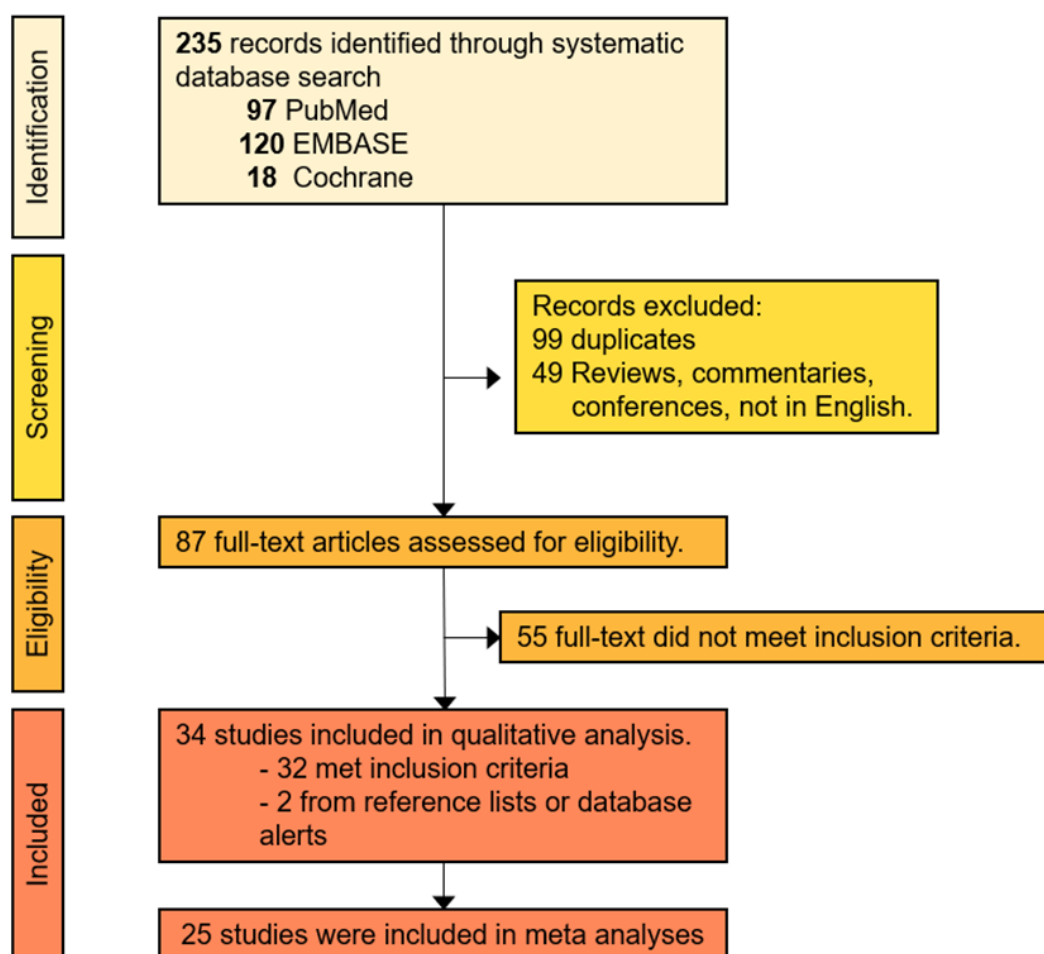 Identification
235 records identified through systematic
database search
97 PubMed
120 EMBASE
18 Cochrane
Screening
Records excluded:
99 duplicates
49 Reviews, commentaries,
conferences, not in English.
Eligibility
87 full-text articles assessed for eligibility.
55 full-text did not meet inclusion criteria.
Included
34 studies included in qualitative analysis.
- 32 met inclusion criteria
- 2 from reference lists or database
alerts
25 studies were included in meta analyses